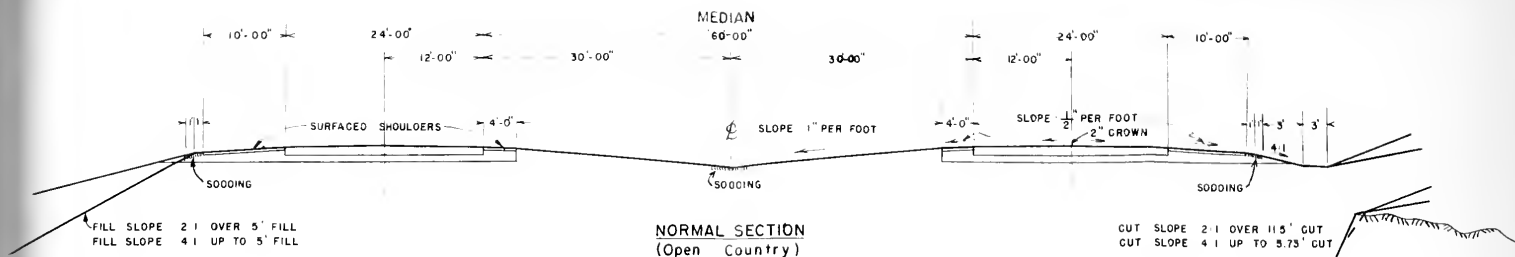 MEDIAN
10'-00" 24'-00" 60'-00" 24'-00" 10'-00"
12'-00" 30'-00" 30'-00" 12'-00"
SURFACED SHOULDERS 4'-0" ℄ SLOPE 1" PER FOOT 4'-0" SLOPE 1/2" PER FOOT 3' 3'
2" CROWN
4:1
SODDING SODDING SODDING
FILL SLOPE 2:1 OVER 5' FILL
FILL SLOPE 4:1 UP TO 5' FILL
NORMAL SECTION
(Open Country)
CUT SLOPE 2:1 OVER 11.5' CUT
CUT SLOPE 4:1 UP TO 5.75' CUT